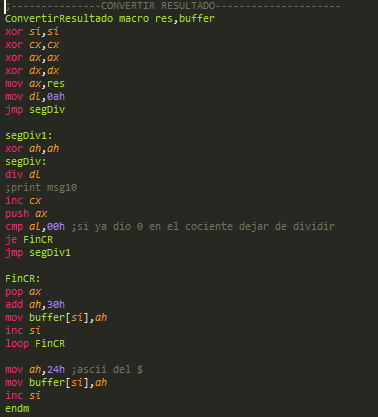 ;---------------CONVERTIR RESULTADO---------------------
ConvertirResultado macro res,buffer
xor si,si
xor cx,cx
xor ax,ax
xor dx,dx
mov ax,res
mov dl,0ah
jmp segDiv
segDiv1:
xor ah,ah
segDiv:
div dl
;print msg10
inc cx
push ax
cmp al,00h ;si ya dio 0 en el cociente dejar de dividir
je FinCR
jmp segDiv1
FinCR:
pop ax
add ah,30h
mov buffer[si],ah
inc si
loop FinCR
mov ah,24h ;ascii del $
mov buffer[si],ah
inc si
endm